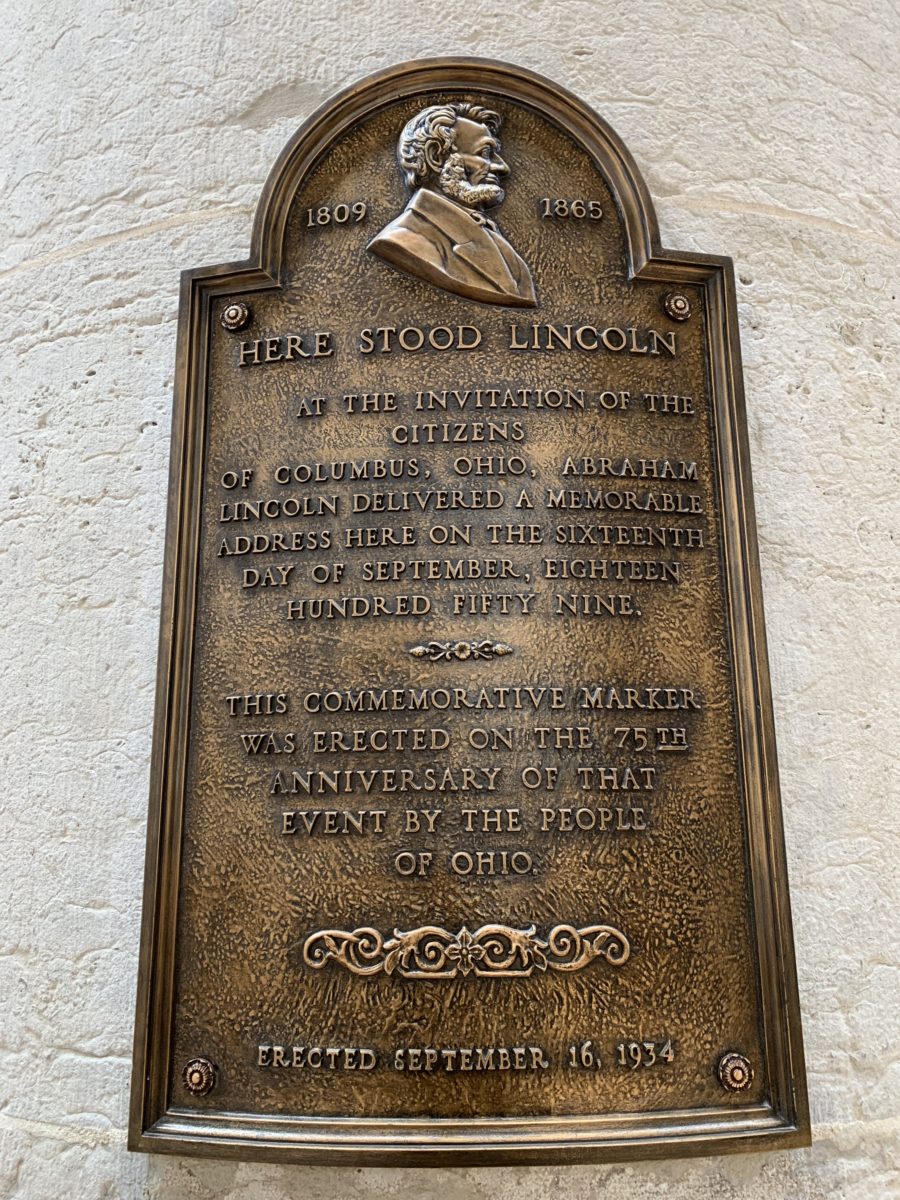 1809 1865
HERE STOOD LINCOLN
AT THE INVITATION OF THE
CITIZENS
OF COLUMBUS, OHIO, ABRAHAM
LINCOLN DELIVERED A MEMORABLE
ADDRESS HERE ON THE SIXTEENTH
DAY OF SEPTEMBER, EIGHTEEN
HUNDRED FIFTY NINE.
THIS COMMEMORATIVE MARKER
WAS ERECTED ON THE 75TH
ANNIVERSARY OF THAT
EVENT BY THE PEOPLE
OF OHIO.
ERECTED SEPTEMBER 16, 1934